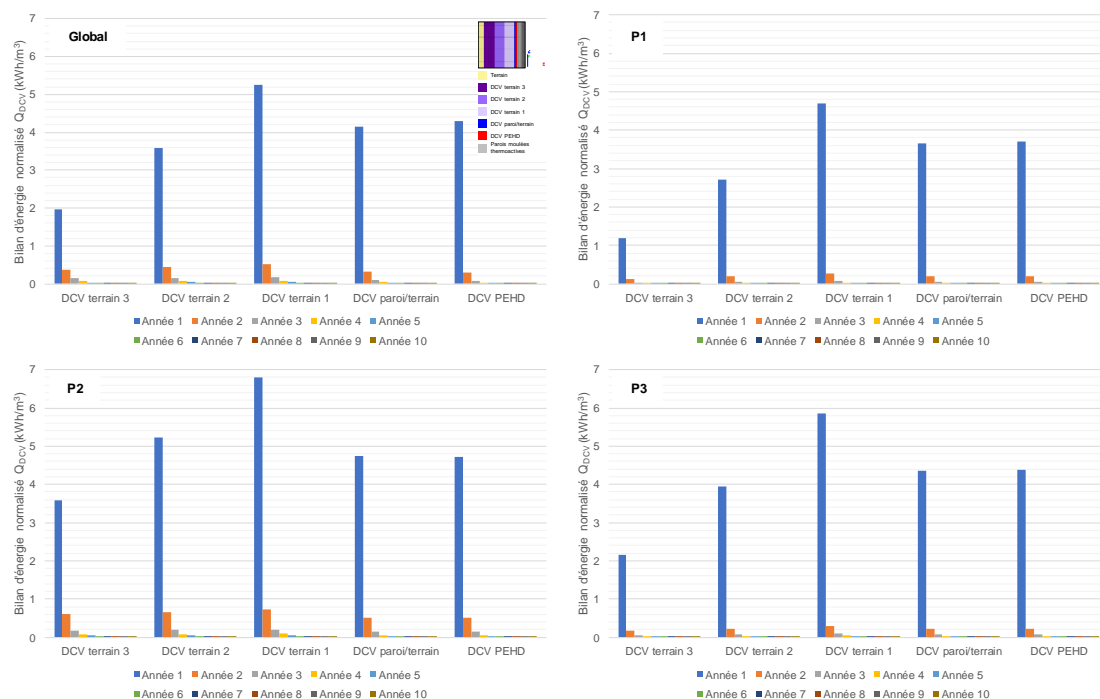 Global
Bilan d'énergie normalisé Q_DCV (kWh/m³)
7
6
5
4
3
2
1
0
DCV terrain 3 DCV terrain 2 DCV terrain 1 DCV paroi/terrain DCV PEHD
Terrain
DCV terrain 3
DCV terrain 2
DCV terrain 1
DCV paroi/terrain
DCV PEHD
Parois moulées
thermoactives
Année 1 Année 2 Année 3 Année 4 Année 5
Année 6 Année 7 Année 8 Année 9 Année 10
P1
Bilan d'énergie normalisé Q_DCV (kWh/m³)
7
6
5
4
3
2
1
0
DCV terrain 3 DCV terrain 2 DCV terrain 1 DCV paroi/terrain DCV PEHD
Année 1 Année 2 Année 3 Année 4 Année 5
Année 6 Année 7 Année 8 Année 9 Année 10
P2
Bilan d'énergie normalisé Q_DCV (kWh/m³)
7
6
5
4
3
2
1
0
DCV terrain 3 DCV terrain 2 DCV terrain 1 DCV paroi/terrain DCV PEHD
Année 1 Année 2 Année 3 Année 4 Année 5
Année 6 Année 7 Année 8 Année 9 Année 10
P3
Bilan d'énergie normalisé Q_DCV (kWh/m³)
7
6
5
4
3
2
1
0
DCV terrain 3 DCV terrain 2 DCV terrain 1 DCV paroi/terrain DCV PEHD
Année 1 Année 2 Année 3 Année 4 Année 5
Année 6 Année 7 Année 8 Année 9 Année 10